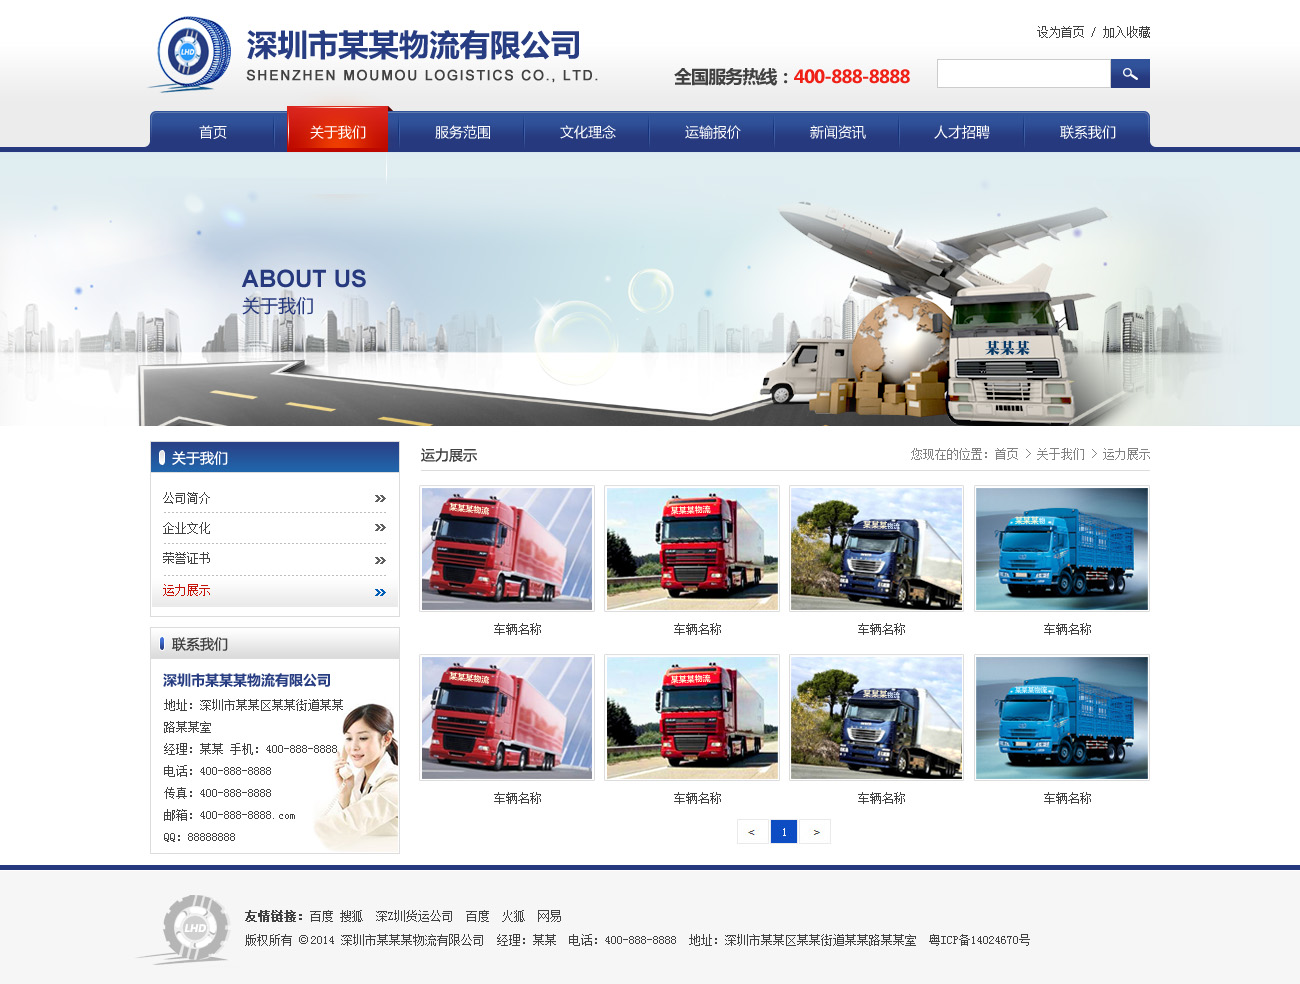 设为首页 / 加入收藏
LHD
深圳市某某物流有限公司
SHENZHEN MOUMOU LOGISTICS CO., LTD.
全国服务热线：400-888-8888
首页 关于我们 服务范围 文化理念 运输报价 新闻资讯 人才招聘 联系我们
ABOUT US
关于我们
某某某
关于我们
公司简介
企业文化
荣誉证书
运力展示
联系我们
深圳市某某某物流有限公司
地址：深圳市某某区某某街道某某
路某某室
经理：某某 手机：400-888-8888
电话：400-888-8888
传真：400-888-8888
邮箱：400-888-8888.com
QQ：88888888
运力展示
您现在的位置：首页 > 关于我们 > 运力展示
某某某物流 某某某物流 某某某物流 某某某物
车辆名称 车辆名称 车辆名称 车辆名称
某某某物流 某某某物流 某某某物流 某某某物流
车辆名称 车辆名称 车辆名称 车辆名称
< 1 >
LHD
友情链接：百度 搜狐 深Z圳货运公司 百度 火狐 网易
版权所有 ©2014 深圳市某某某物流有限公司 经理：某某 电话：400-888-8888 地址：深圳市某某区某某街道某某路某某室 粤ICP备14024670号